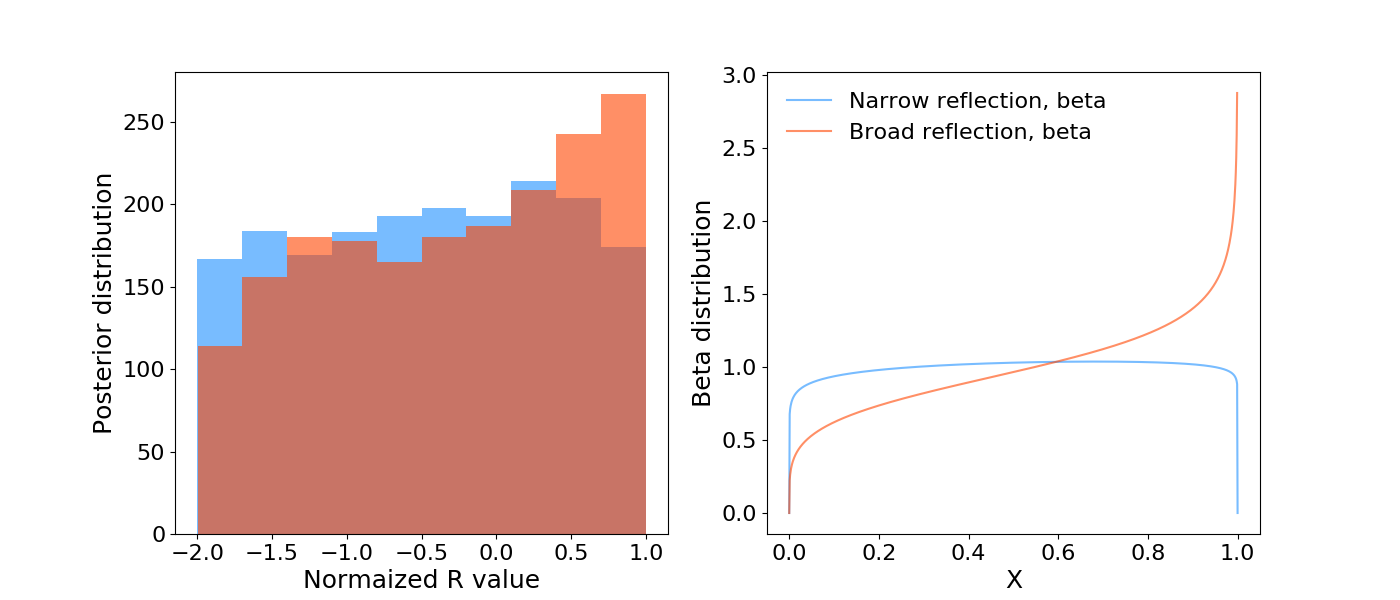 Posterior distribution
250
200
150
100
50
0
−2.0 −1.5 −1.0 −0.5 0.0 0.5 1.0
Normaized R value
Beta distribution
3.0
2.5
2.0
1.5
1.0
0.5
0.0
0.0 0.2 0.4 0.6 0.8 1.0
X
Narrow reflection, beta
Broad reflection, beta